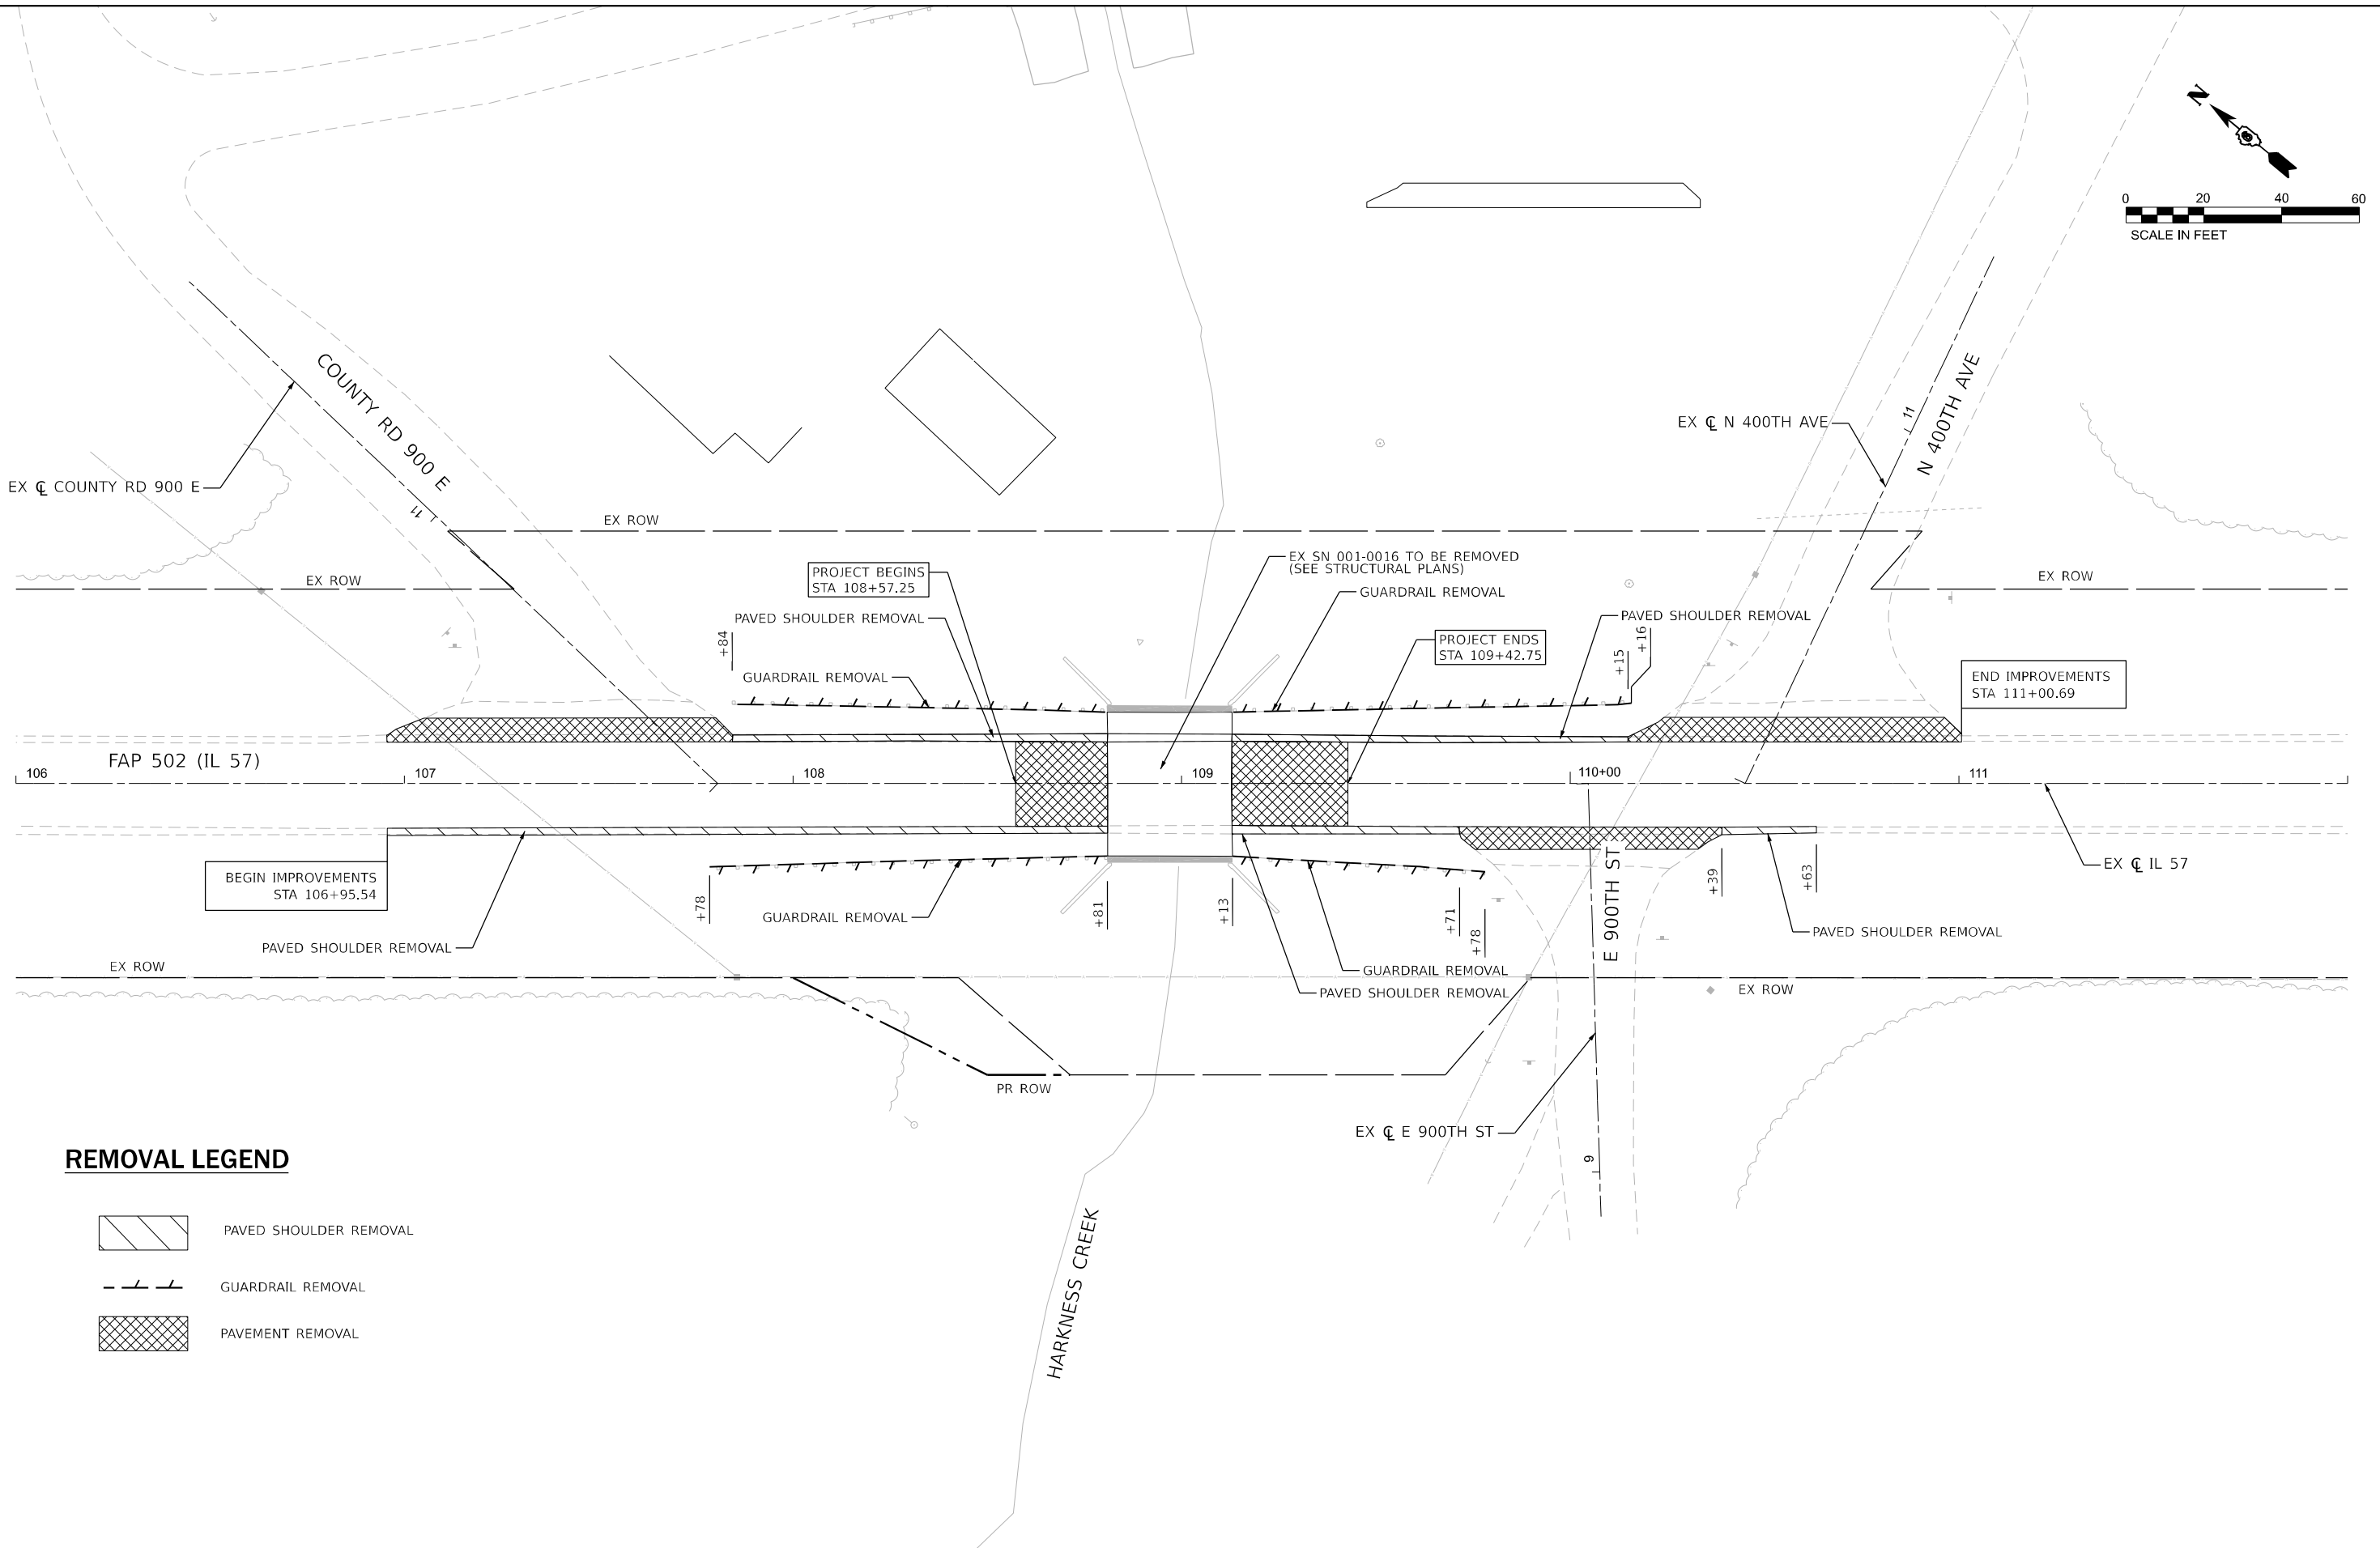 N
0 20 40 60
SCALE IN FEET
COUNTY RD 900 E
EX ℄ COUNTY RD 900 E
11
EX ROW
EX ROW
EX ℄ N 400TH AVE
11
N 400TH AVE
EX ROW
PROJECT BEGINS
STA 108+57.25
EX SN 001-0016 TO BE REMOVED
(SEE STRUCTURAL PLANS)
GUARDRAIL REMOVAL
PAVED SHOULDER REMOVAL
PAVED SHOULDER REMOVAL
PROJECT ENDS
STA 109+42.75
+84
+15
+16
GUARDRAIL REMOVAL
END IMPROVEMENTS
STA 111+00.69
FAP 502 (IL 57)
106 107 108 109 110+00 111
EX ℄ IL 57
BEGIN IMPROVEMENTS
STA 106+95.54
+78
+81
+13
+71
+78
+39
+63
E 900TH ST
GUARDRAIL REMOVAL
PAVED SHOULDER REMOVAL
PAVED SHOULDER REMOVAL
GUARDRAIL REMOVAL
PAVED SHOULDER REMOVAL
EX ROW
EX ROW
PR ROW
EX ℄ E 900TH ST
9
HARKNESS CREEK
REMOVAL LEGEND
PAVED SHOULDER REMOVAL
GUARDRAIL REMOVAL
PAVEMENT REMOVAL